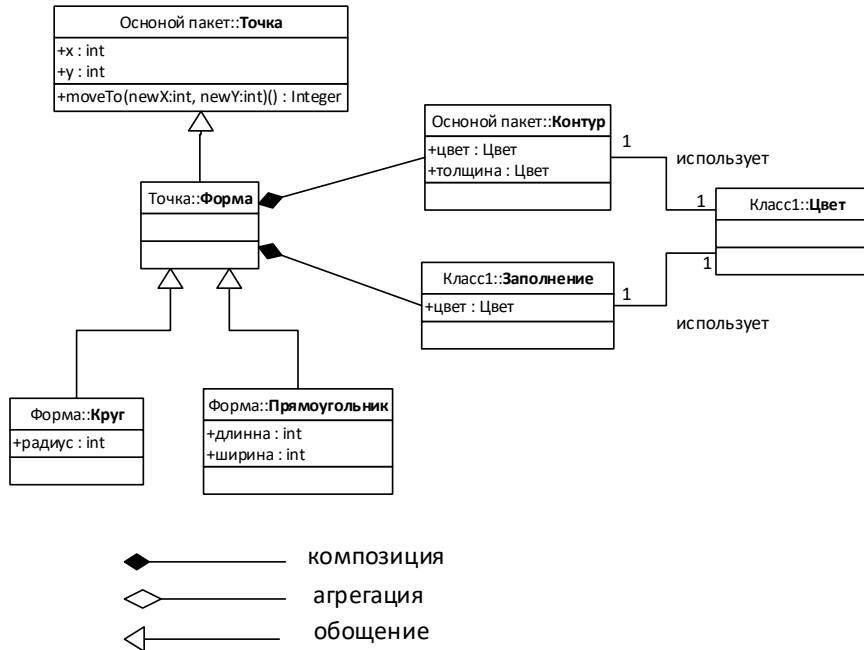 Осноной пакет::Точка
+x : int
+y : int
+moveTo(newX:int, newY:int)() : Integer
Осноной пакет::Контур
+цвет : Цвет
+толщина : Цвет
1
использует
1
Класс1::Цвет
Точка::Форма
Класс1::Заполнение
+цвет : Цвет
1
1
использует
Форма::Круг
+радиус : int
Форма::Прямоугольник
+длинна : int
+ширина : int
композиция
агрегация
обощение